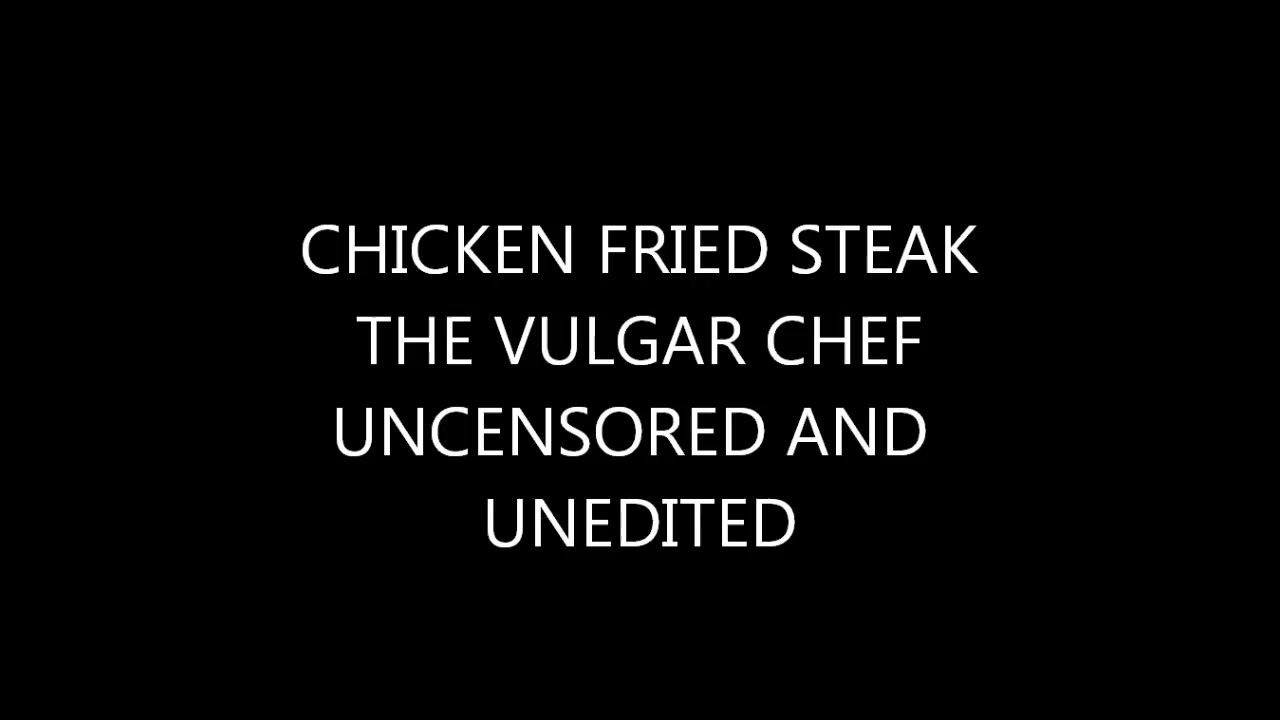 CHICKEN FRIED STEAK
THE VULGAR CHEF
UNCENSORED AND
UNEDITED